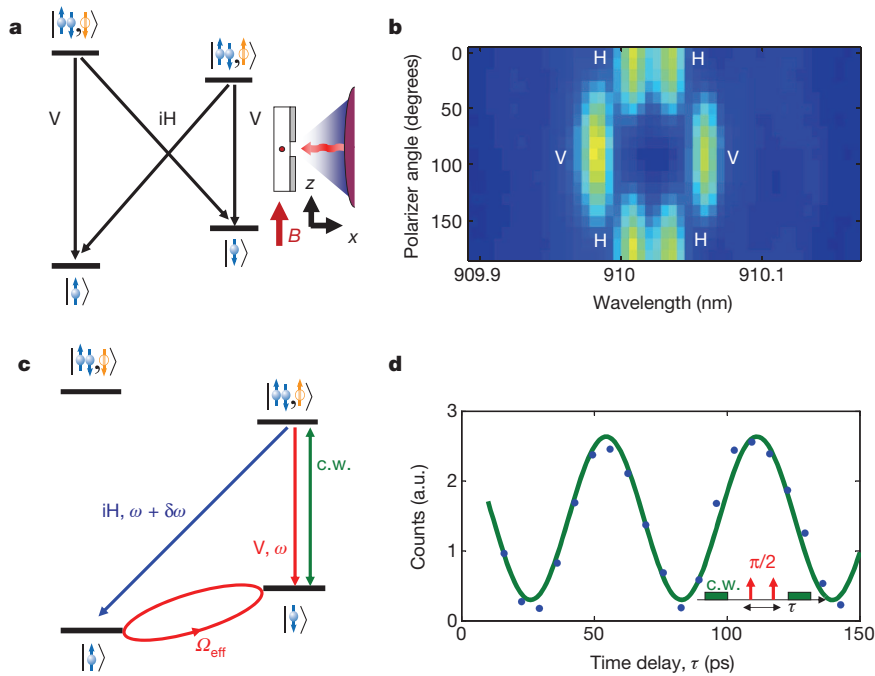 a
V
iH
V
B
z
x
b
Polarizer angle (degrees)
0
50
100
150
H
H
V
V
H
H
909.9
910
910.1
Wavelength (nm)
c
c.w.
iH, ω + δω
V, ω
Ωeff
d
Counts (a.u.)
3
2
1
0
π/2
c.w.
τ
0
50
100
150
Time delay, τ (ps)